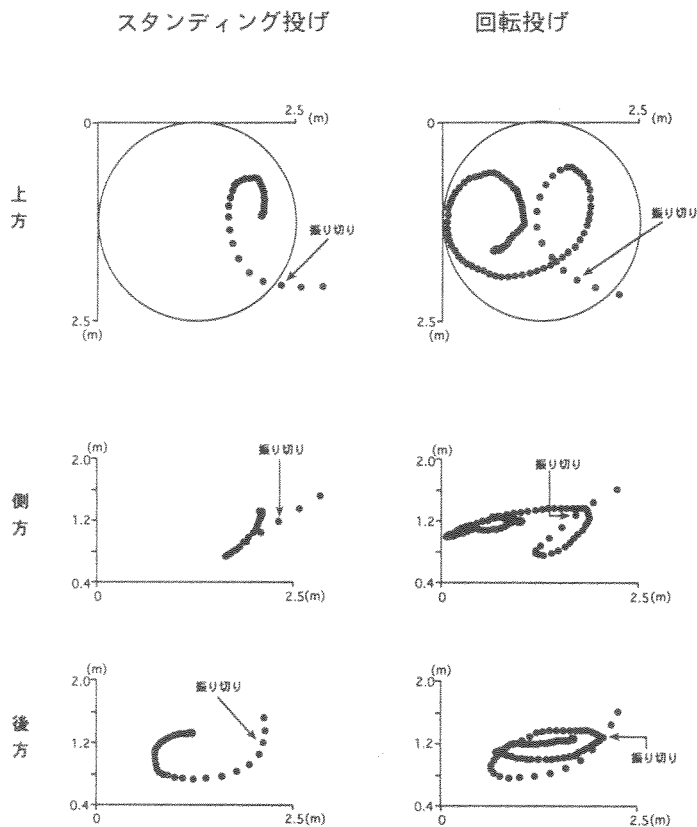 スタンディング投げ 回転投げ
上方
0 2.5 (m)
振り切り
2.5
(m)
0 2.5 (m)
振り切り
2.5
(m)
側方
(m)
2.0
1.2
0.4
0 2.5(m)
振り切り
(m)
2.0
1.2
0.4
0 2.5(m)
振り切り
後方
(m)
2.0
1.2
0.4
0 2.5(m)
振り切り
(m)
2.0
1.2
0.4
0 2.5(m)
振り切り